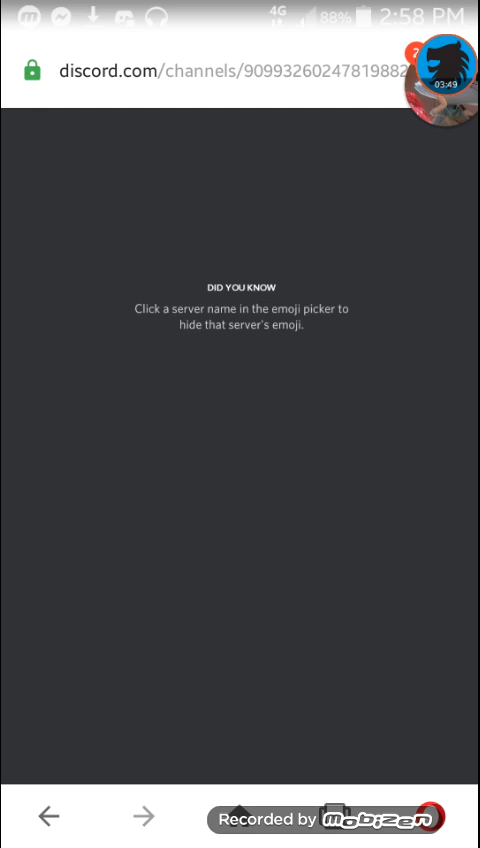 4G 88% 2:58 PM
discord.com/channels/90993260247819882
2
03:49
DID YOU KNOW
Click a server name in the emoji picker to
hide that server's emoji.
Recorded by mobizen